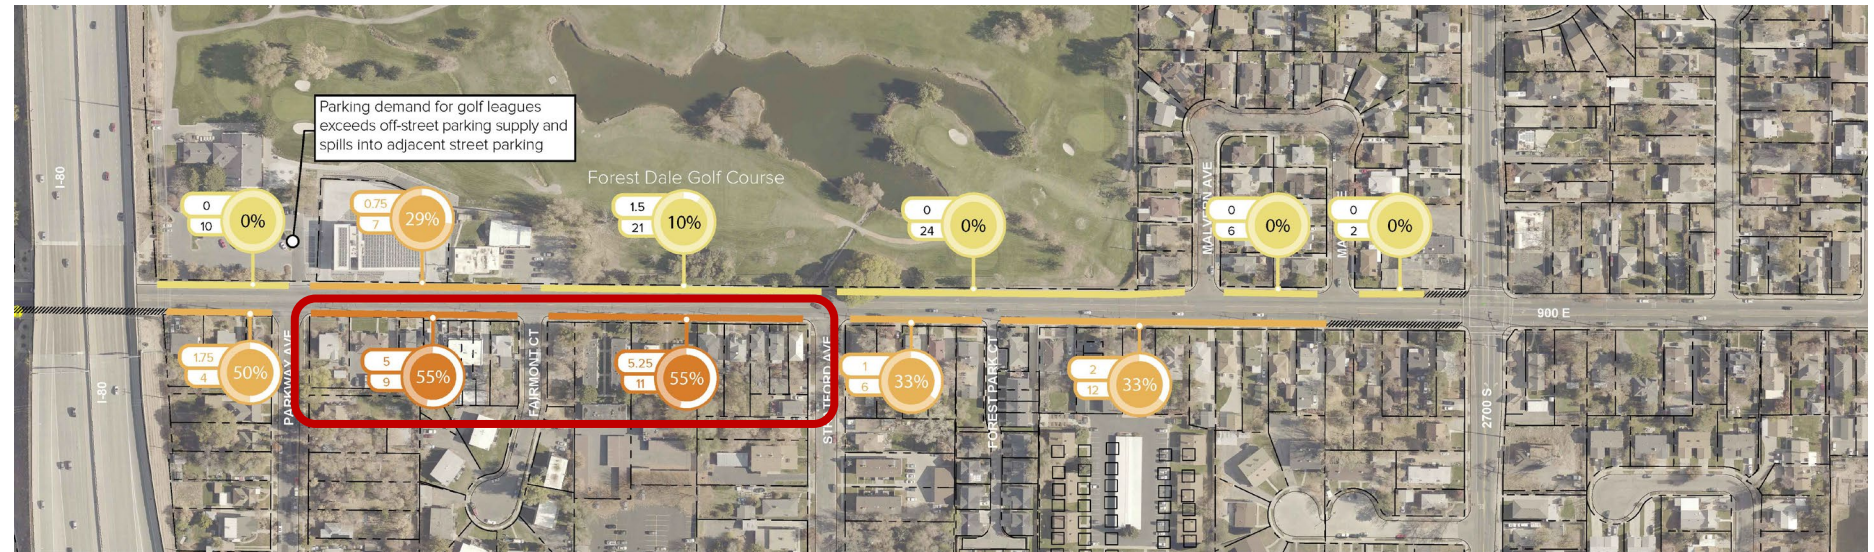 Parking demand for golf leagues
exceeds off-street parking supply and
spills into adjacent street parking
I-80
Forest Dale Golf Course
0
10
0%
0.75
7
29%
1.5
21
10%
0
24
0%
MALVERN AVE
0
6
0%
0
2
0%
900 E
1.75
4
50%
PARKWAY AVE
5
9
55%
FAIRMONT CT
5.25
11
55%
STRATFORD AVE
1
6
33%
FOREST PARK CT
2
12
33%
2700 S
I-80